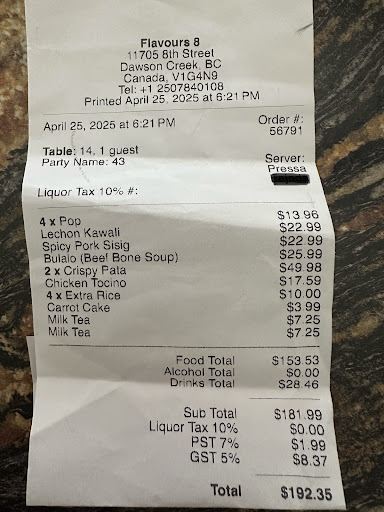 Flavours 8
11705 8th Street
Dawson Creek, BC
Canada, V1G4N9
Tel: +1 2507840108
Printed April 25, 2025 at 6:21 PM
April 25, 2025 at 6:21 PM Order #:
56791
Table: 14, 1 guest
Party Name: 43 Server:
Pressa
Liquor Tax 10% #:
4 x Pop $13.96
Lechon Kawali $22.99
Spicy Pork Sisig $22.99
Bulalo (Beef Bone Soup) $25.99
2 x Crispy Pata $49.98
Chicken Tocino $17.59
4 x Extra Rice $10.00
Carrot Cake $3.99
Milk Tea $7.25
Milk Tea $7.25
Food Total $153.53
Alcohol Total $0.00
Drinks Total $28.46
Sub Total $181.99
Liquor Tax 10% $0.00
PST 7% $1.99
GST 5% $8.37
Total $192.35